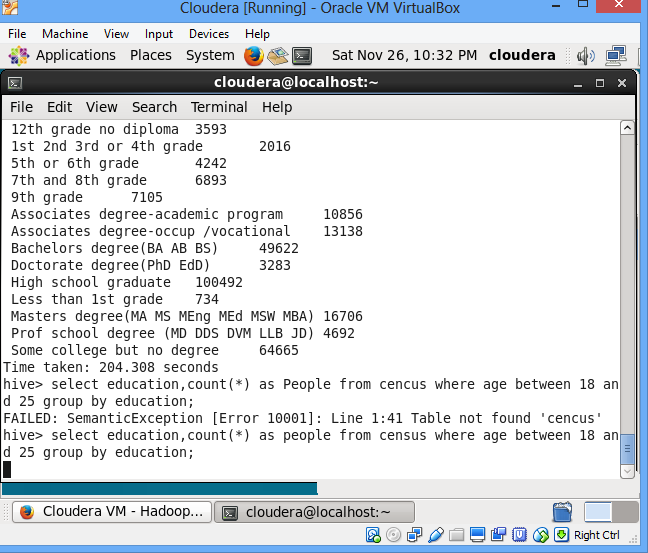 Cloudera [Running] - Oracle VM VirtualBox
File Machine View Input Devices Help
Applications Places System Sat Nov 26, 10:32 PM cloudera
cloudera@localhost:~
File Edit View Search Terminal Help
12th grade no diploma 3593
1st 2nd 3rd or 4th grade 2016
5th or 6th grade 4242
7th and 8th grade 6893
9th grade 7105
Associates degree-academic program 10856
Associates degree-occup /vocational 13138
Bachelors degree(BA AB BS) 49622
Doctorate degree(PhD EdD) 3283
High school graduate 100492
Less than 1st grade 734
Masters degree(MA MS MEng MEd MSW MBA) 16706
Prof school degree (MD DDS DVM LLB JD) 4692
Some college but no degree 64665
Time taken: 204.308 seconds
hive> select education,count(*) as People from cencus where age between 18 an
d 25 group by education;
FAILED: SemanticException [Error 10001]: Line 1:41 Table not found 'cencus'
hive> select education,count(*) as people from census where age between 18 an
d 25 group by education;
Cloudera VM - Hadoop... cloudera@localhost:~
Right Ctrl